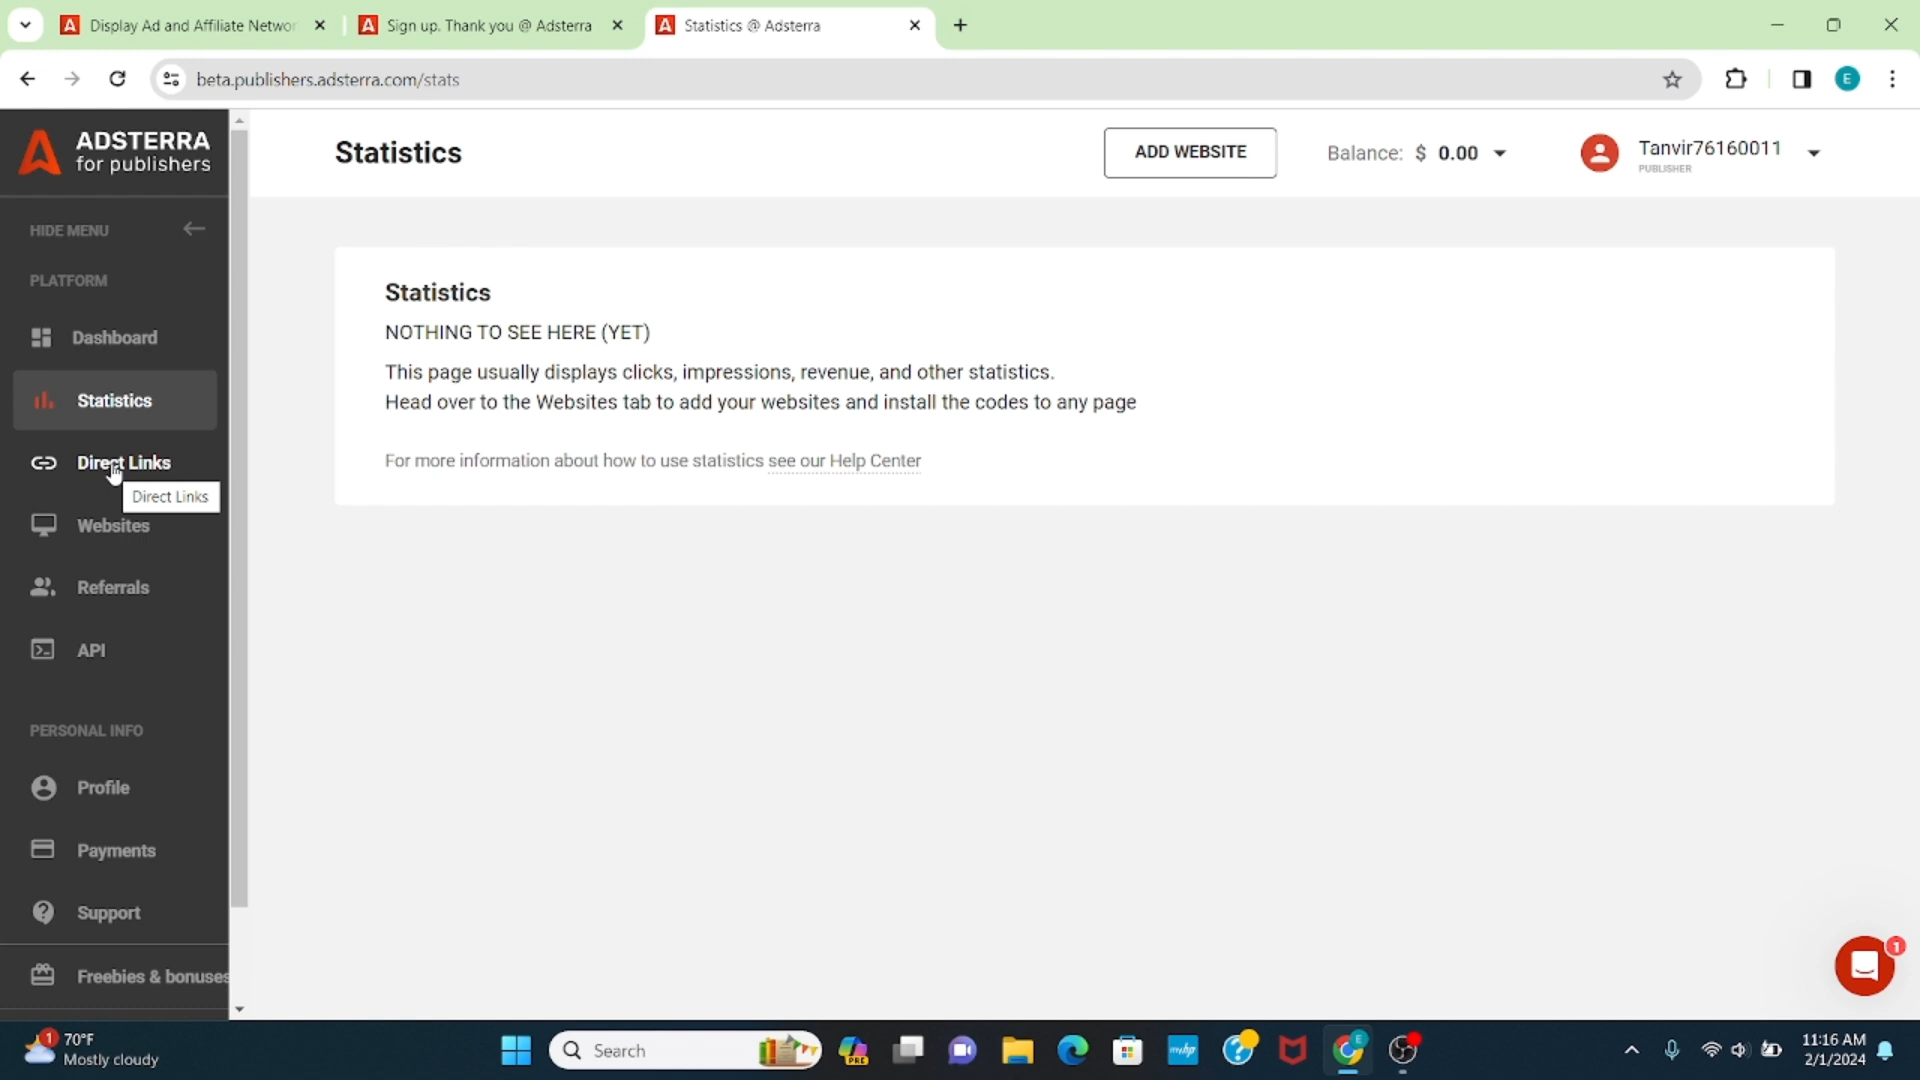 Display Ad and Affiliate Networ
Sign up. Thank you @ Adsterra
Statistics @ Adsterra
beta.publishers.adsterra.com/stats
E
ADSTERRA
for publishers
Statistics
ADD WEBSITE
Balance: $ 0.00
Tanvir76160011
PUBLISHER
HIDE MENU
PLATFORM
Dashboard
Statistics
Direct Links
Direct Links
Websites
Referrals
API
PERSONAL INFO
Profile
Payments
Support
Freebies & bonuses
Statistics
NOTHING TO SEE HERE (YET)
This page usually displays clicks, impressions, revenue, and other statistics.
Head over to the Websites tab to add your websites and install the codes to any page
For more information about how to use statistics see our Help Center
1
1
70°F
Mostly cloudy
Search
PRE
myhp
E
11:16 AM
2/1/2024